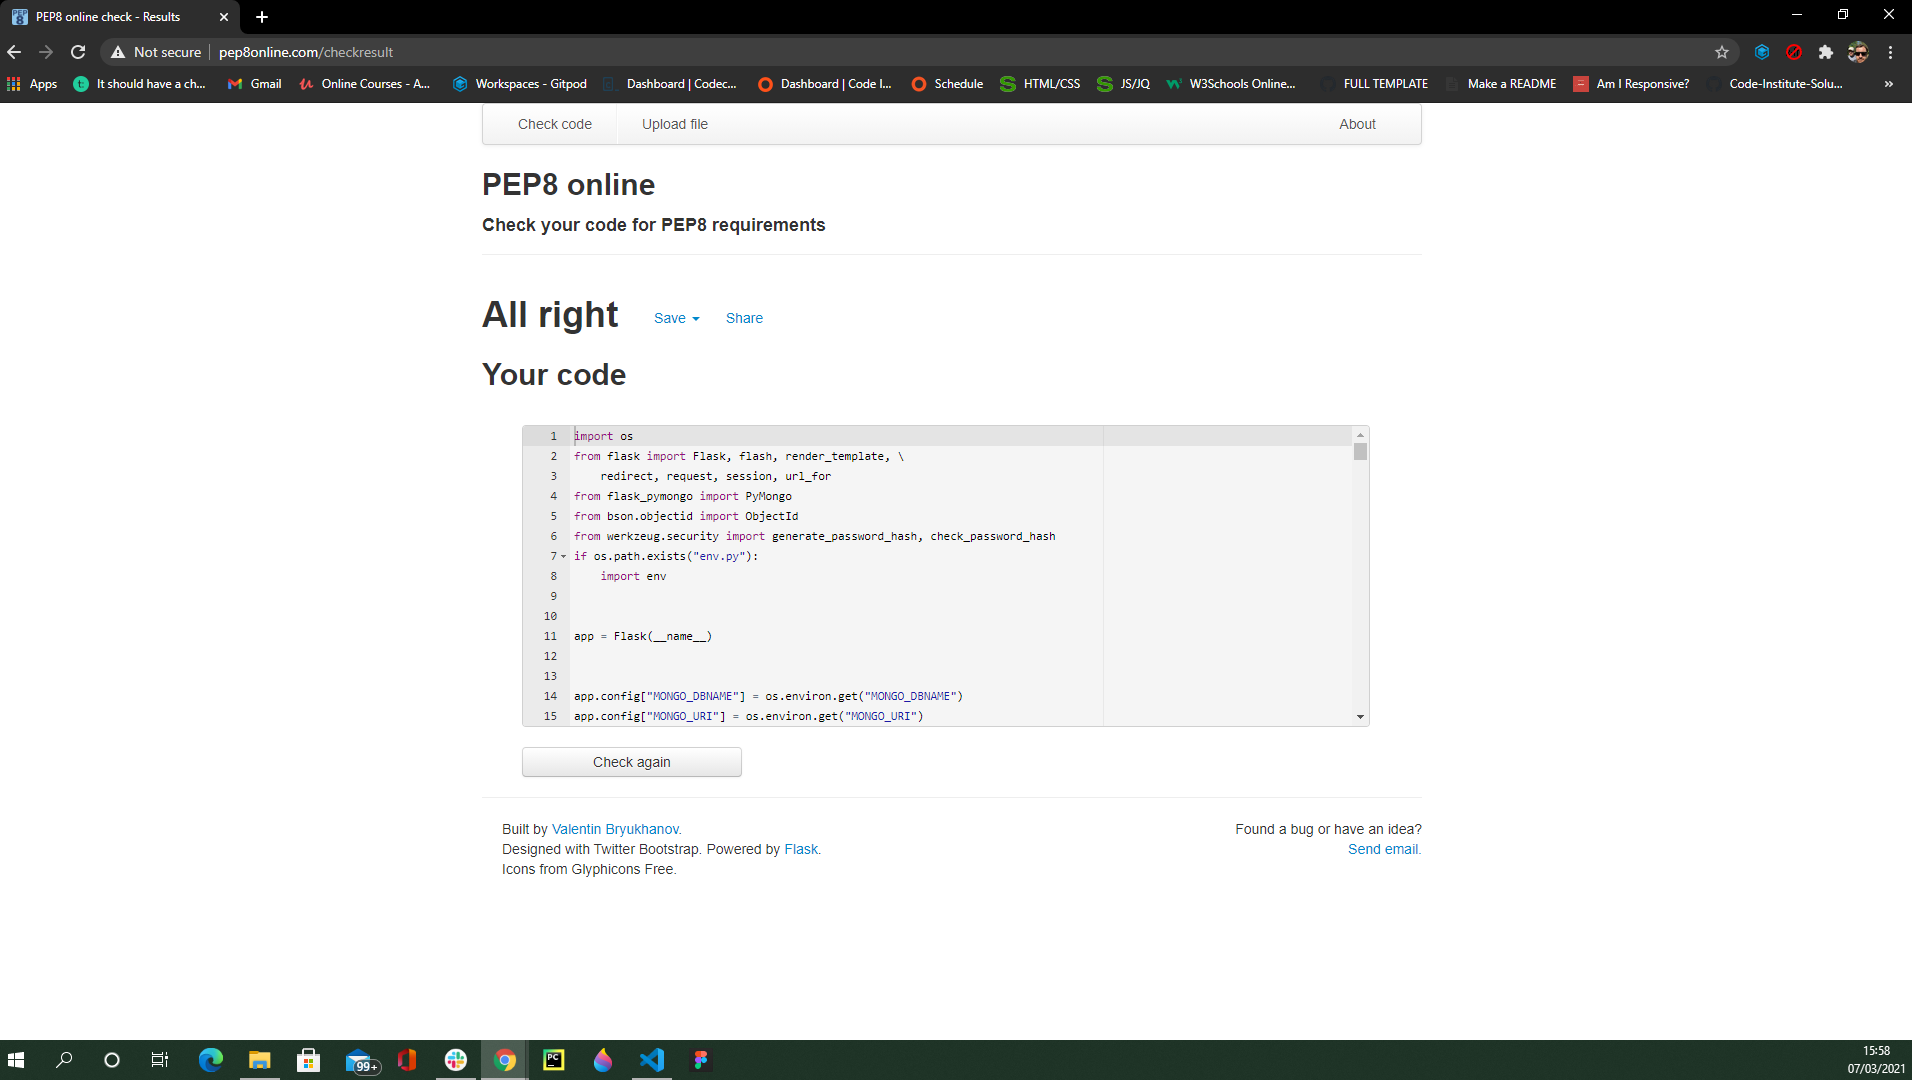 PEP8 online check - Results
Not secure pep8online.com/checkresult
Apps It should have a ch... Gmail Online Courses - A... Workspaces - Gitpod Dashboard | Codec... Dashboard | Code I... Schedule HTML/CSS JS/JQ W3Schools Online... FULL TEMPLATE Make a README Am I Responsive? Code-Institute-Solu... »
Check code Upload file About
PEP8 online
Check your code for PEP8 requirements
All right Save Share
Your code
1 import os
2 from flask import Flask, flash, render_template, \
3 redirect, request, session, url_for
4 from flask_pymongo import PyMongo
5 from bson.objectid import ObjectId
6 from werkzeug.security import generate_password_hash, check_password_hash
7 if os.path.exists("env.py"):
8 import env
9
10
11 app = Flask(__name__)
12
13
14 app.config["MONGO_DBNAME"] = os.environ.get("MONGO_DBNAME")
15 app.config["MONGO_URI"] = os.environ.get("MONGO_URI")
Check again
Built by Valentin Bryukhanov. Found a bug or have an idea?
Designed with Twitter Bootstrap. Powered by Flask. Send email.
Icons from Glyphicons Free.
99+ PC 15:58
07/03/2021